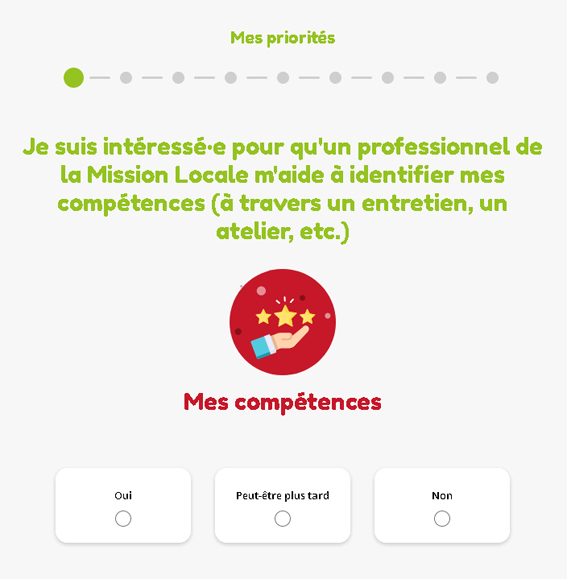 Mes priorités
Je suis intéressé·e pour qu'un professionnel de
la Mission Locale m'aide à identifier mes
compétences (à travers un entretien, un
atelier, etc.)
Mes compétences
Oui
Peut-être plus tard
Non